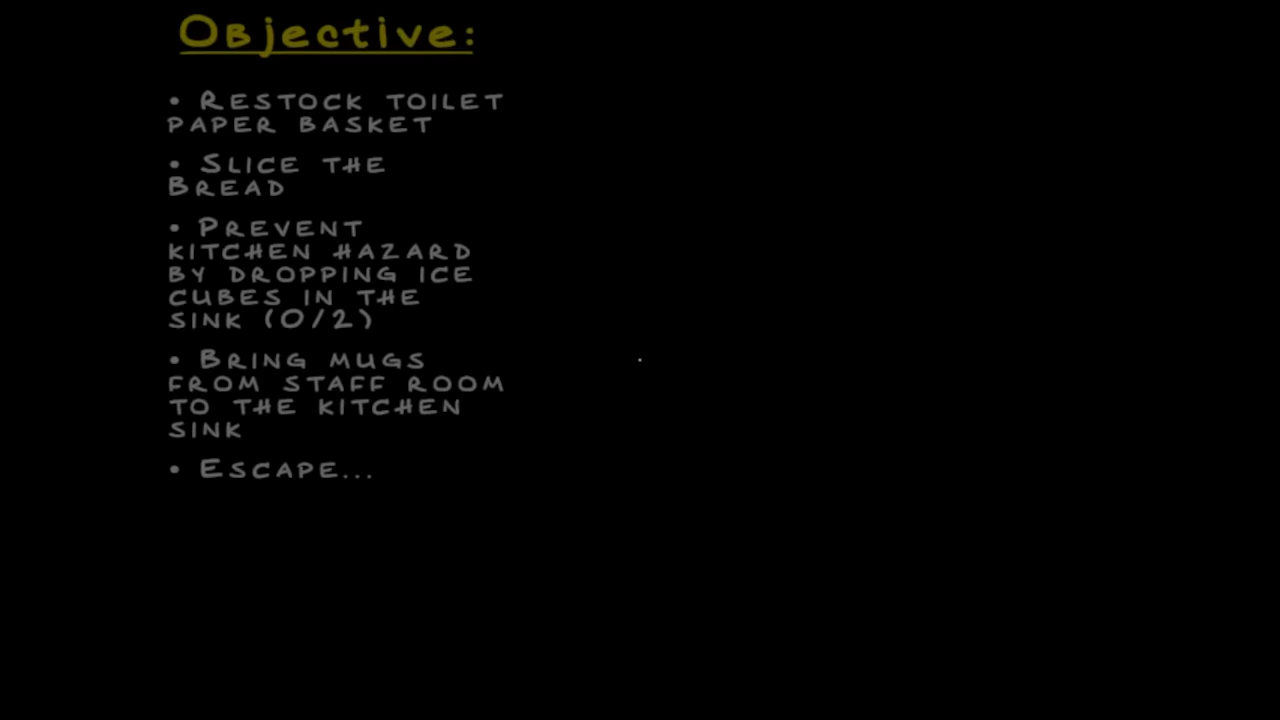 Objective:
• Restock toilet
paper basket
• Slice the
Bread
• Prevent
kitchen hazard
by dropping ice
cubes in the
sink (0/2)
• Bring mugs
from staff room
to the kitchen
sink
• Escape...